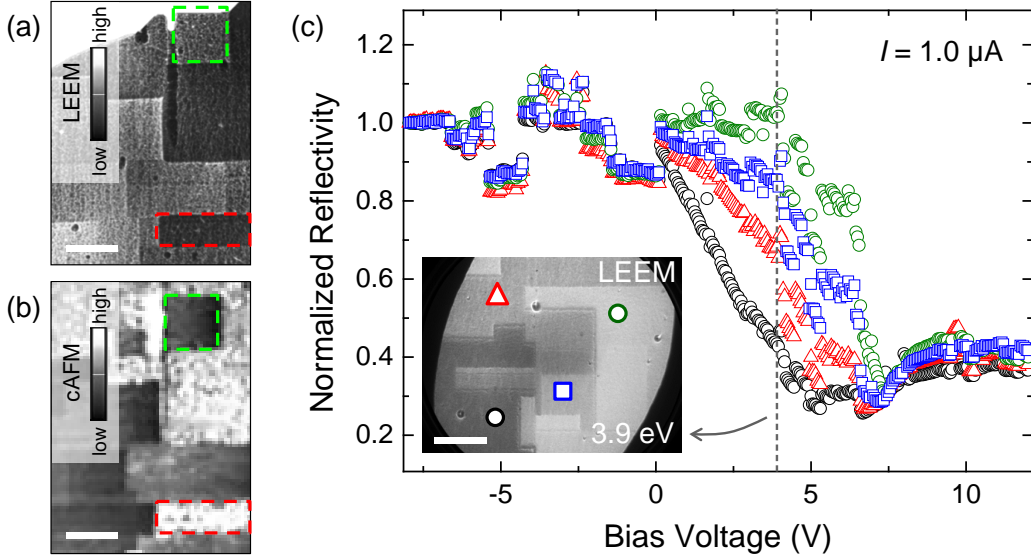 (a)
LEEM
low
high
(b)
cAFM
low
high
(c)
I = 1.0 µA
Normalized Reflectivity
1.2
1.0
0.8
0.6
0.4
0.2
LEEM
3.9 eV
-5
0
5
10
Bias Voltage (V)